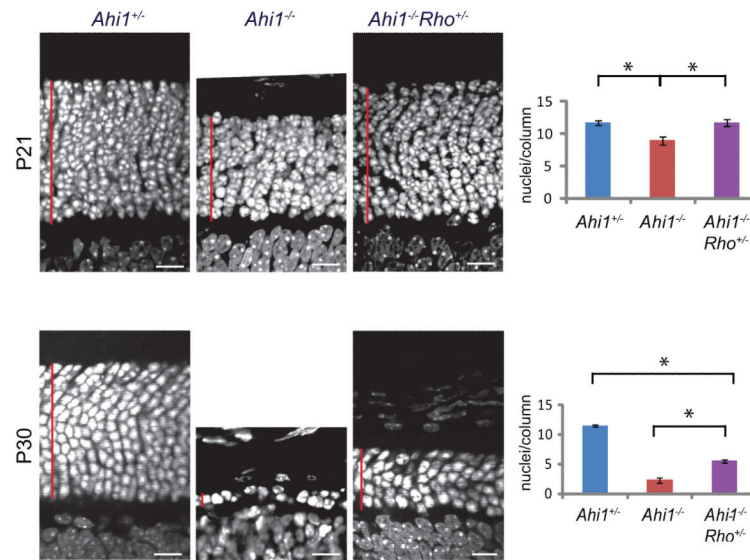 Ahi1+/- Ahi1-/- Ahi1-/-Rho+/-
P21
* *
nuclei/column
15
10
5
0
Ahi1+/- Ahi1-/- Ahi1-/-
Rho+/-
P30
*
*
nuclei/column
15
10
5
0
Ahi1+/- Ahi1-/- Ahi1-/-
Rho+/-